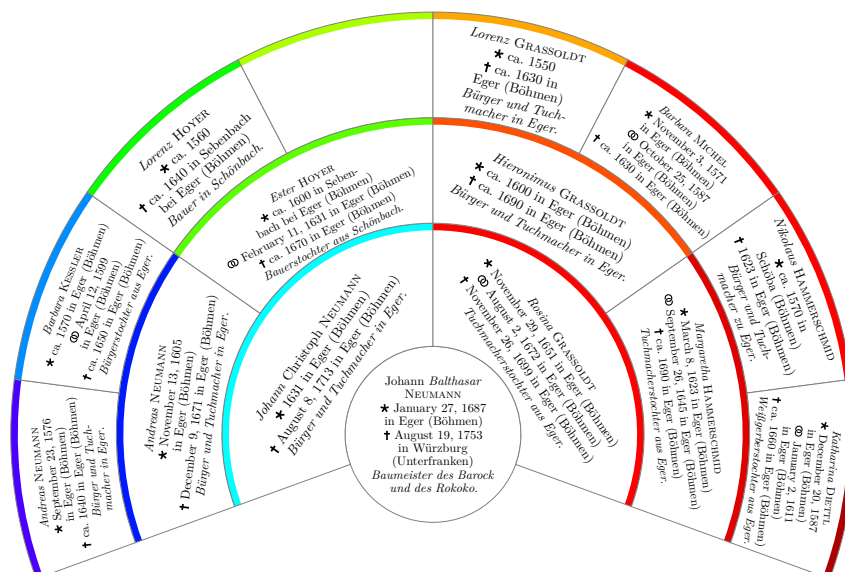 Johann Balthasar
NEUMANN
★ January 27, 1687
in Eger (Böhmen)
✝ August 19, 1753
in Würzburg
(Unterfranken)
Baumeister des Barock
und des Rokoko.
Johann Christoph NEUMANN
★ 1631 in Eger (Böhmen)
✝ August 8, 1713 in Eger (Böhmen)
Bürger und Tuchmacher in Eger.
Rosina GRASSOLDT
★ November 29, 1651 in Eger (Böhmen)
⚭ August 2, 1672 in Eger (Böhmen)
✝ November 26, 1699 in Eger (Böhmen)
Tuchmacherstochter aus Eger.
Andreas NEUMANN
★ November 13, 1605
in Eger (Böhmen)
✝ December 9, 1671 in Eger (Böhmen)
Bürger und Tuchmacher in Eger.
Ester HOYER
★ ca. 1600 in Seben-
bach bei Eger (Böhmen)
⚭ February 11, 1631 in Eger (Böhmen)
✝ ca. 1670 in Eger (Böhmen)
Bauerstochter aus Schönbach.
Hieronimus GRASSOLDT
★ ca. 1600 in Eger (Böhmen)
✝ ca. 1690 in Eger (Böhmen)
Bürger und Tuchmacher in Eger.
Margaretha HAMMERSCHMID
★ March 8, 1623 in Eger (Böhmen)
⚭ September 26, 1645 in Eger (Böhmen)
✝ ca. 1690 in Eger (Böhmen)
Tuchmacherstochter aus Eger.
Andreas NEUMANN
★ September 23, 1576
in Eger (Böhmen)
✝ ca. 1640 in Eger (Böhmen)
Bürger und Tuch-
macher in Eger.
Barbara KESSLER
★ ca. 1570 in Eger (Böhmen)
⚭ April 12, 1599
in Eger (Böhmen)
✝ ca. 1650 in Eger (Böhmen)
Bürgerstochter aus Eger.
Lorenz HOYER
★ ca. 1560
✝ ca. 1640 in Sebenbach
bei Eger (Böhmen)
Bauer in Schönbach.
Lorenz GRASSOLDT
★ ca. 1550
✝ ca. 1630 in
Eger (Böhmen)
Bürger und Tuch-
macher in Eger.
Barbara MICHEL
★ November 3, 1571
in Eger (Böhmen)
⚭ October 25, 1587
in Eger (Böhmen)
✝ ca. 1630 in Eger (Böhmen)
Nikolaus HAMMERSCHMID
★ ca. 1570 in
Schöba (Böhmen)
✝ 1623 in Eger (Böhmen)
Bürger und Tuch-
macher zu Eger.
Katharina DIETTL
★ December 20, 1587
in Eger (Böhmen)
⚭ January 2, 1611
in Eger (Böhmen)
✝ ca. 1660 in Eger (Böhmen)
Weißgerberstochter aus Eger.